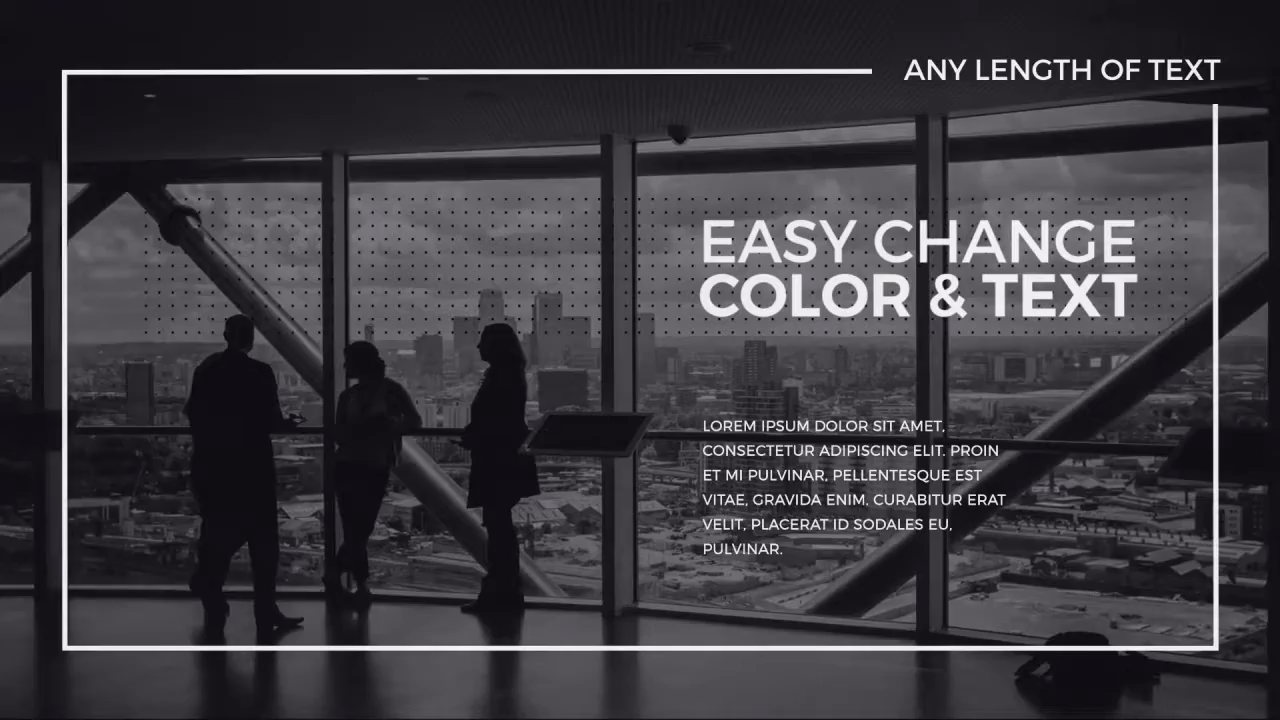 ANY LENGTH OF TEXT
EASY CHANGE
COLOR & TEXT
LOREM IPSUM DOLOR SIT AMET,
CONSECTETUR ADIPISCING ELIT. PROIN
ET MI PULVINAR, PELLENTESQUE EST
VITAE, GRAVIDA ENIM. CURABITUR ERAT
VELIT, PLACERAT ID SODALES EU,
PULVINAR.